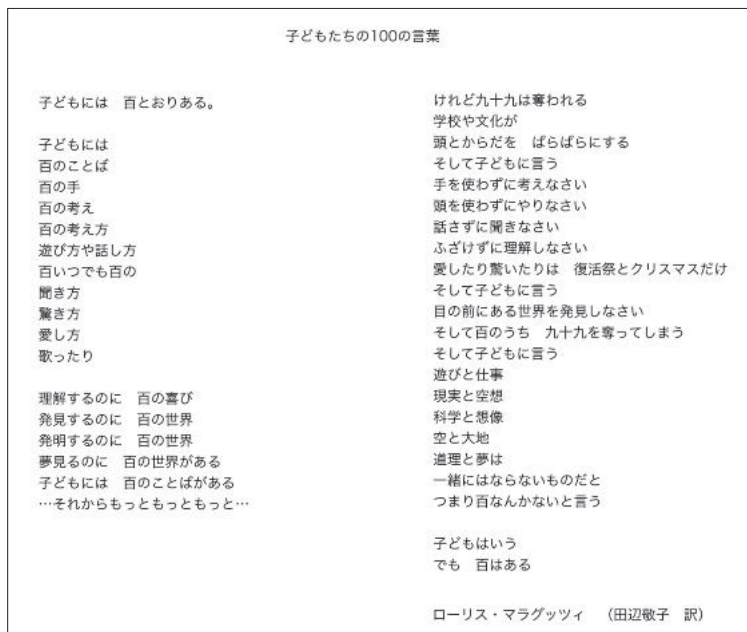 子どもたちの100の言葉
子どもには　百とおりある。
子どもには
百のことば
百の手
百の考え
百の考え方
遊び方や話し方
百いつでも百の
聞き方
驚き方
愛し方
歌ったり
理解するのに　百の喜び
発見するのに　百の世界
発明するのに　百の世界
夢見るのに　百の世界がある
子どもには　百のことばがある
…それからもっともっともっと…
けれど九十九は奪われる
学校や文化が
頭とからだを　ばらばらにする
そして子どもに言う
手を使わずに考えなさい
頭を使わずにやりなさい
話さずに聞きなさい
ふざけずに理解しなさい
愛したり驚いたりは　復活祭とクリスマスだけ
そして子どもに言う
目の前にある世界を発見しなさい
そして百のうち　九十九を奪ってしまう
そして子どもに言う
遊びと仕事
現実と空想
科学と想像
空と大地
道理と夢は
一緒にはならないものだと
つまり百なんかないと言う
子どもはいう
でも　百はある
ローリス・マラグッツィ　（田辺敬子　訳）